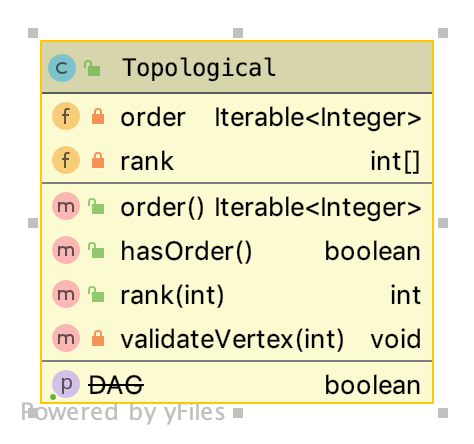 C Topological
f order Iterable<Integer>
f rank int[]
m order() Iterable<Integer>
m hasOrder() boolean
m rank(int) int
m validateVertex(int) void
p DAG boolean
Powered by yFiles